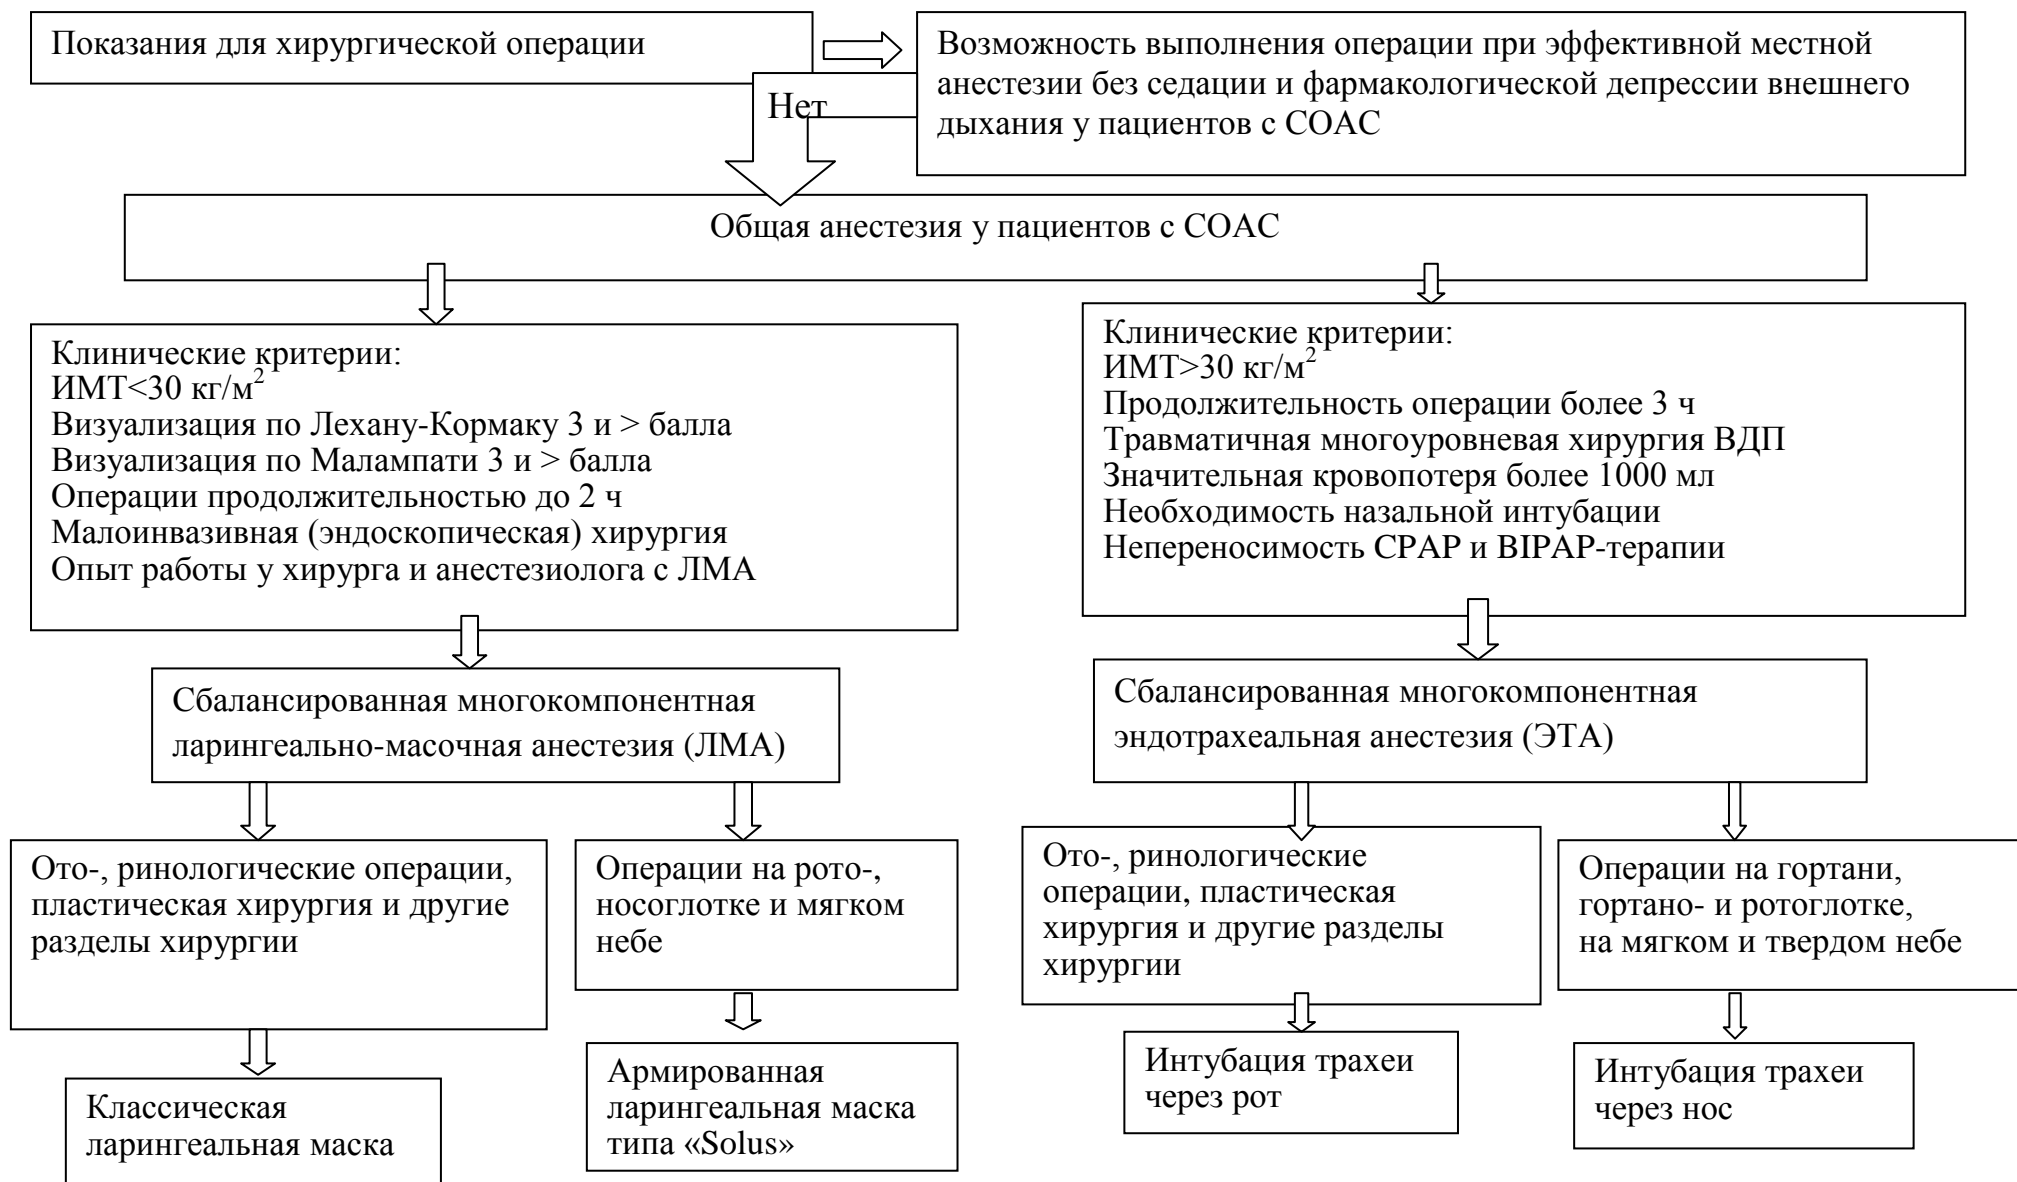 Показания для хирургической операции
Возможность выполнения операции при эффективной местной
анестезии без седации и фармакологической депрессии внешнего
дыхания у пациентов с СОАС
Нет
Общая анестезия у пациентов с СОАС
Клинические критерии:
ИМТ<30 кг/м²
Визуализация по Лехану-Кормаку 3 и > балла
Визуализация по Малампати 3 и > балла
Операции продолжительностью до 2 ч
Малоинвазивная (эндоскопическая) хирургия
Опыт работы у хирурга и анестезиолога с ЛМА
Клинические критерии:
ИМТ>30 кг/м²
Продолжительность операции более 3 ч
Травматичная многоуровневая хирургия ВДП
Значительная кровопотеря более 1000 мл
Необходимость назальной интубации
Непереносимость CPAP и BIPAP-терапии
Сбалансированная многокомпонентная
ларингеально-масочная анестезия (ЛМА)
Сбалансированная многокомпонентная
эндотрахеальная анестезия (ЭТА)
Ото-, ринологические операции,
пластическая хирургия и другие
разделы хирургии
Операции на рото-,
носоглотке и мягком
небе
Ото-, ринологические
операции, пластическая
хирургия и другие разделы
хирургии
Операции на гортани,
гортано- и ротоглотке,
на мягком и твердом небе
Классическая
ларингеальная маска
Армированная
ларингеальная маска
типа «Solus»
Интубация трахеи
через рот
Интубация трахеи
через нос